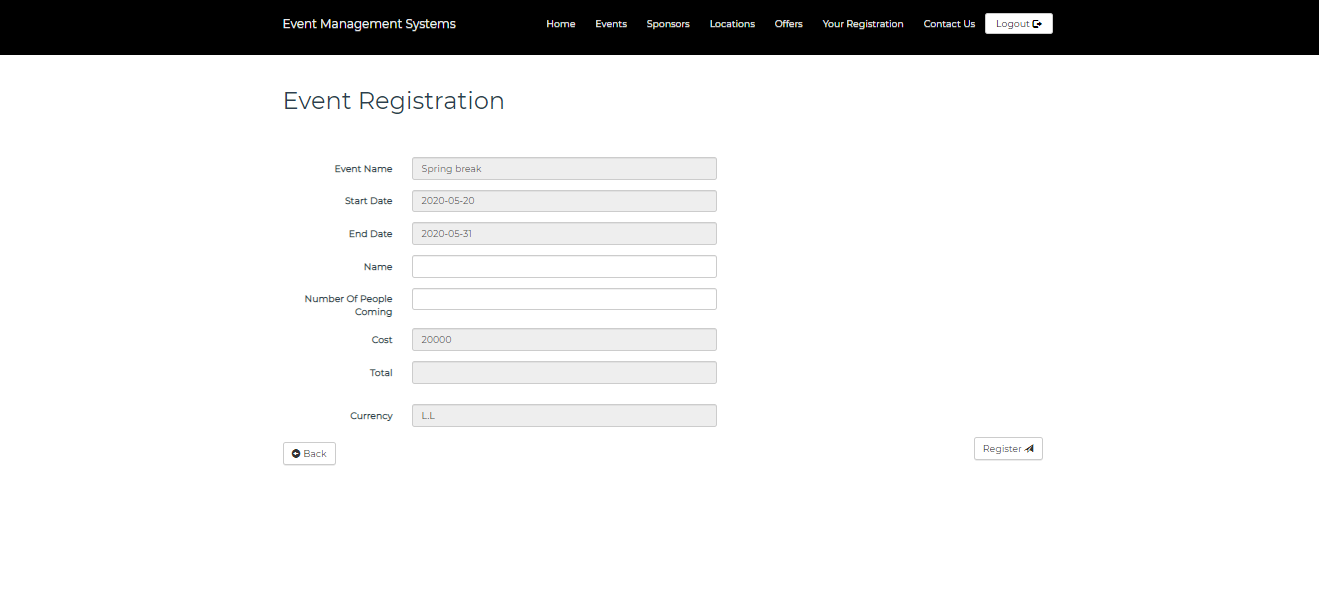 Event Management Systems
Home Events Sponsors Locations Offers Your Registration Contact Us Logout
Event Registration
Event Name Spring break
Start Date 2020-05-20
End Date 2020-05-31
Name
Number Of People
Coming
Cost 20000
Total
Currency L.L
Back
Register